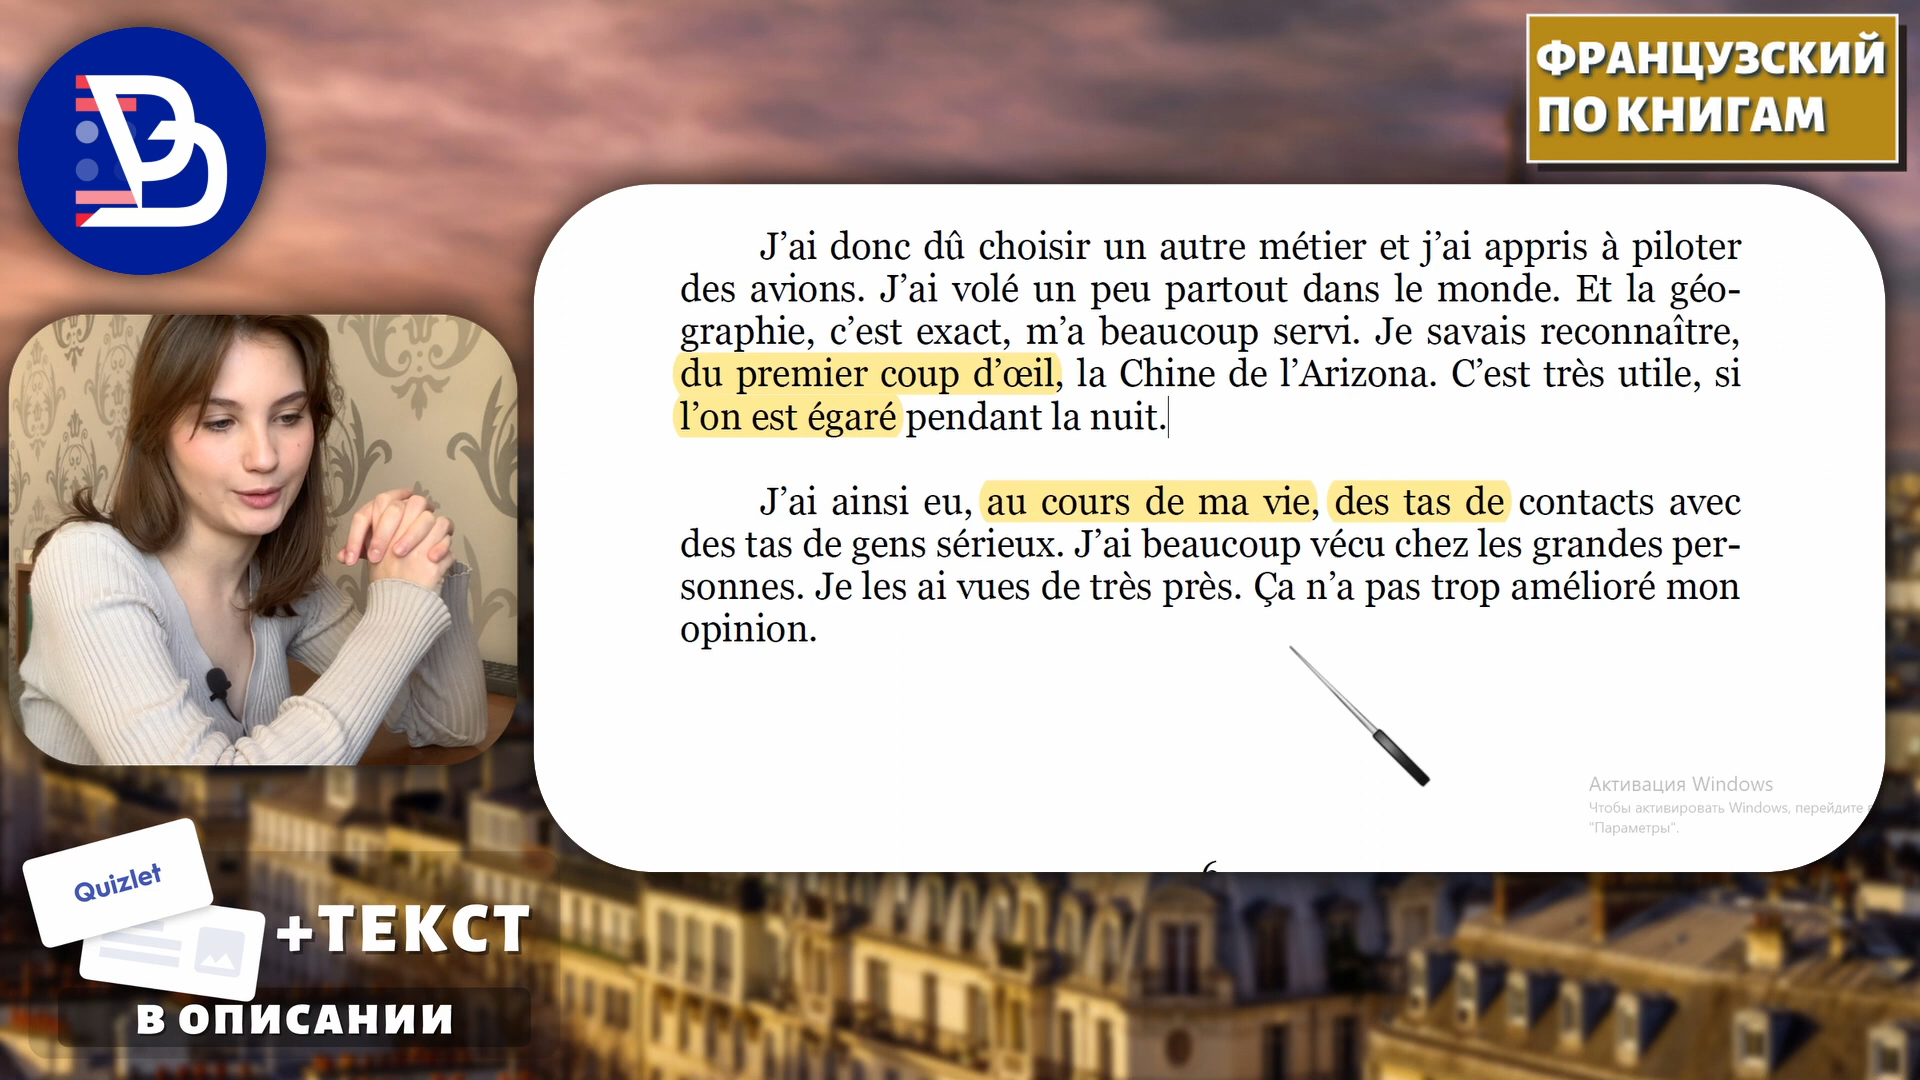 ФРАНЦУЗСКИЙ
ПО КНИГАМ
J’ai donc dû choisir un autre métier et j’ai appris à piloter
des avions. J’ai volé un peu partout dans le monde. Et la géo-
graphie, c’est exact, m’a beaucoup servi. Je savais reconnaître,
du premier coup d’œil, la Chine de l’Arizona. C’est très utile, si
l’on est égaré pendant la nuit.
J’ai ainsi eu, au cours de ma vie, des tas de contacts avec
des tas de gens sérieux. J’ai beaucoup vécu chez les grandes per-
sonnes. Je les ai vues de très près. Ça n’a pas trop amélioré mon
opinion.
Активация Windows
Чтобы активировать Windows, перейдите
"Параметры".
Quizlet
+ТЕКСТ
В ОПИСАНИИ